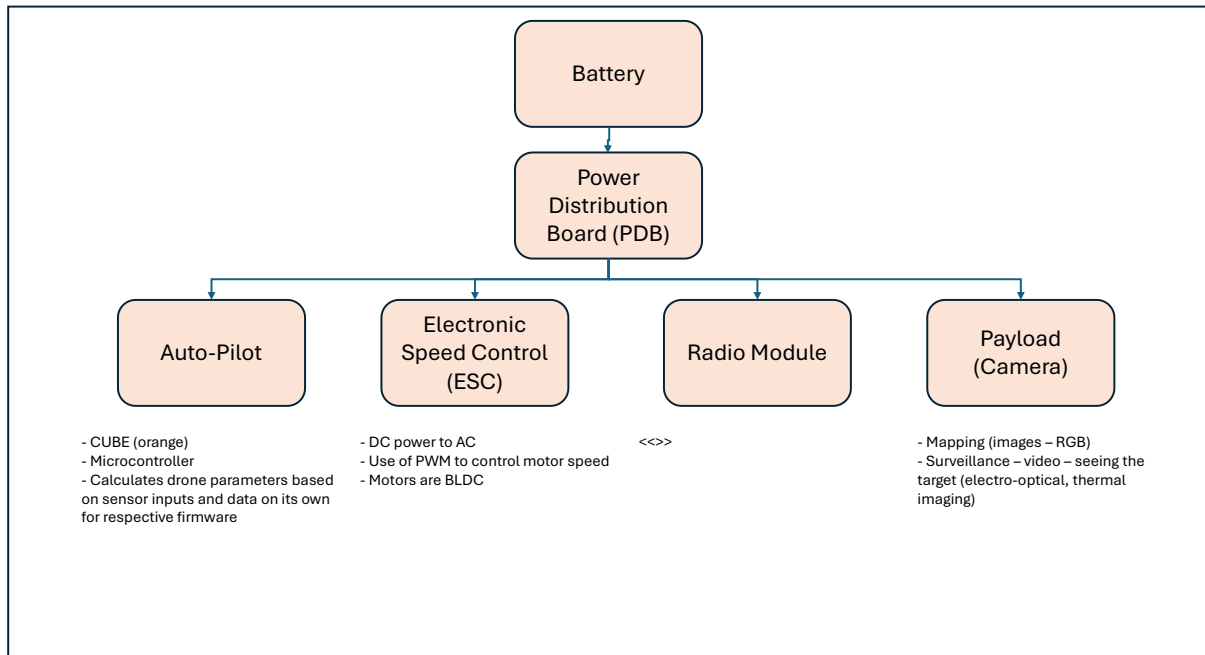 Battery
Power
Distribution
Board (PDB)
Auto-Pilot
Electronic
Speed Control
(ESC)
Radio Module
Payload
(Camera)
- CUBE (orange)
- Microcontroller
- Calculates drone parameters based
on sensor inputs and data on its own
for respective firmware
- DC power to AC
- Use of PWM to control motor speed
- Motors are BLDC
<<>>
- Mapping (images – RGB)
- Surveillance – video – seeing the
target (electro-optical, thermal
imaging)